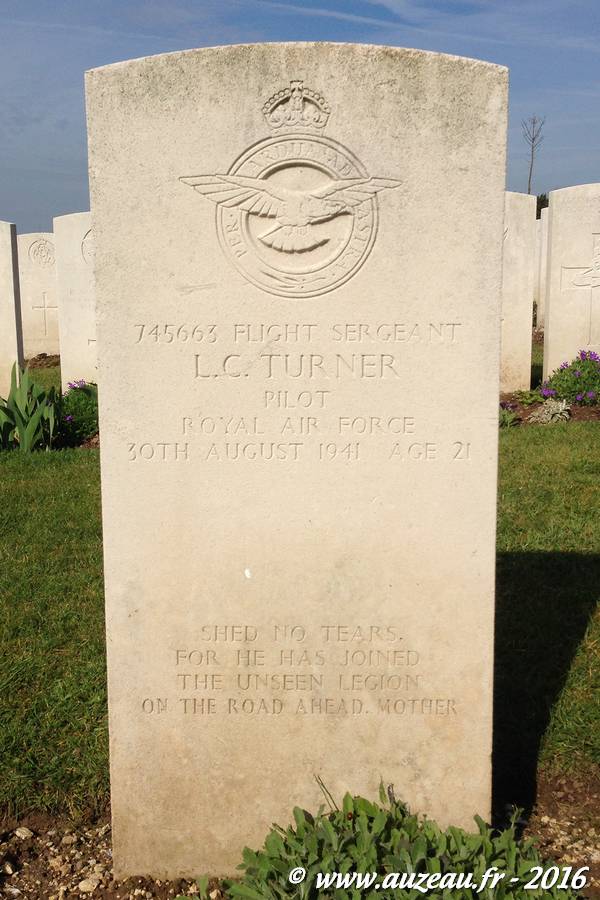 PER ARDUA AD ASTRA
745663 FLIGHT SERGEANT
L.C. TURNER
PILOT
ROYAL AIR FORCE
30TH AUGUST 1941 AGE 21
SHED NO TEARS.
FOR HE HAS JOINED
THE UNSEEN LEGION
ON THE ROAD AHEAD. MOTHER
© www.auzeau.fr - 2016